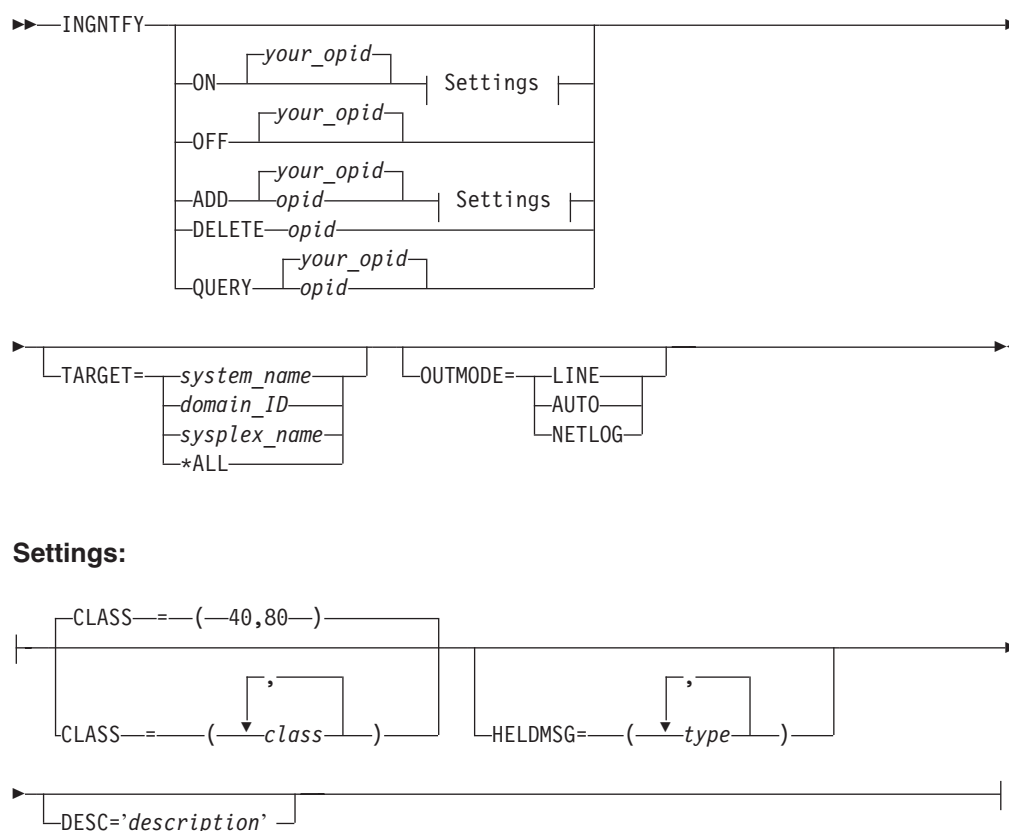 INGNTFY
your_opid
ON Settings
your_opid
OFF
your_opid
ADD opid Settings
DELETE opid
your_opid
QUERY opid
TARGET= system_name OUTMODE= LINE
domain_ID AUTO
sysplex_name NETLOG
*ALL
Settings:
CLASS = ( 40,80 )
, ,
CLASS = ( class ) HELDMSG= ( type )
DESC=’description’